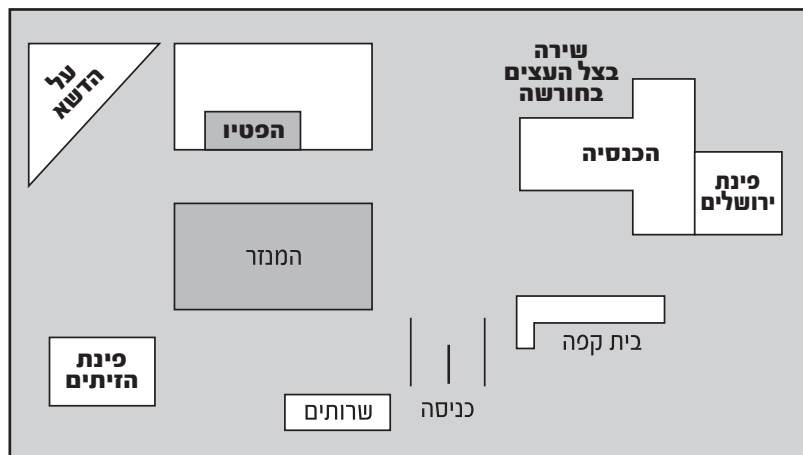 שירה
בצל העצים
בחורשה
על
הדשא
הפטיו
הכנסיה
פינת
ירושלים
המנזר
בית קפה
פינת
הזיתים
כניסה
שרותים